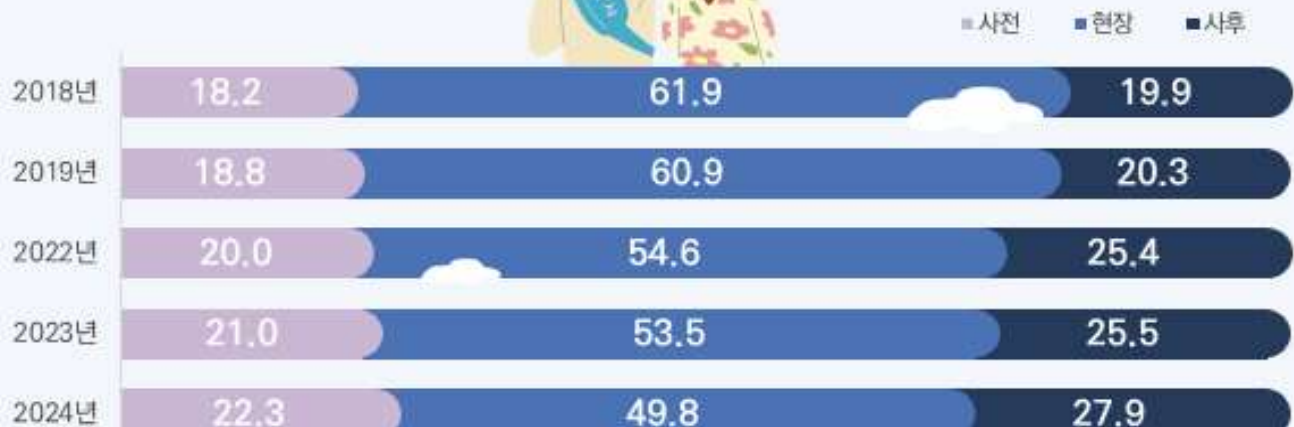 사전 현장 사후
2018년 18.2 61.9 19.9
2019년 18.8 60.9 20.3
2022년 20.0 54.6 25.4
2023년 21.0 53.5 25.5
2024년 22.3 49.8 27.9